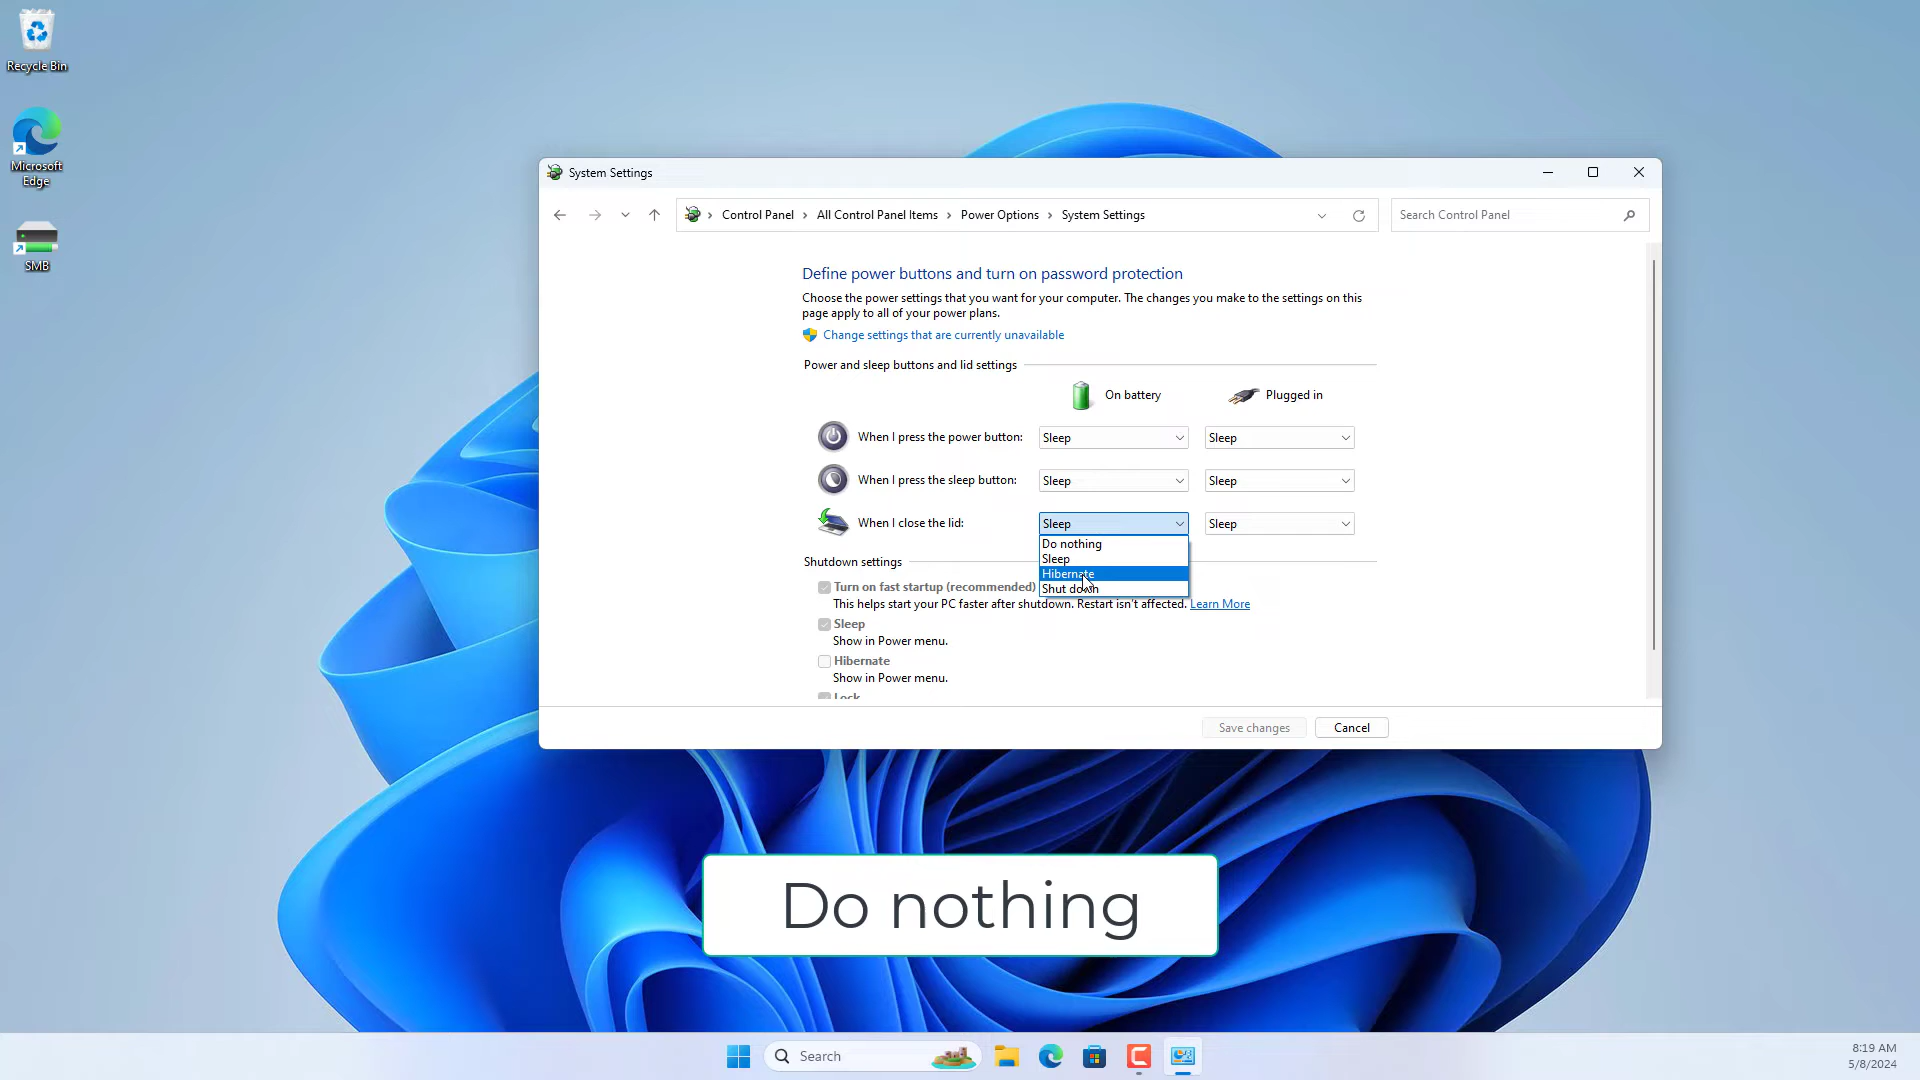 Recycle Bin
Microsoft
Edge
SMB
System Settings
Control Panel › All Control Panel Items › Power Options › System Settings
Search Control Panel
Define power buttons and turn on password protection
Choose the power settings that you want for your computer. The changes you make to the settings on this
page apply to all of your power plans.
Change settings that are currently unavailable
Power and sleep buttons and lid settings
On battery Plugged in
When I press the power button: Sleep Sleep
When I press the sleep button: Sleep Sleep
When I close the lid: Sleep Sleep
Do nothing
Sleep
Hibernate
Shut down
Shutdown settings
Turn on fast startup (recommended)
This helps start your PC faster after shutdown. Restart isn't affected. Learn More
Sleep
Show in Power menu.
Hibernate
Show in Power menu.
Lock
Save changes Cancel
Do nothing
Search
8:19 AM
5/8/2024